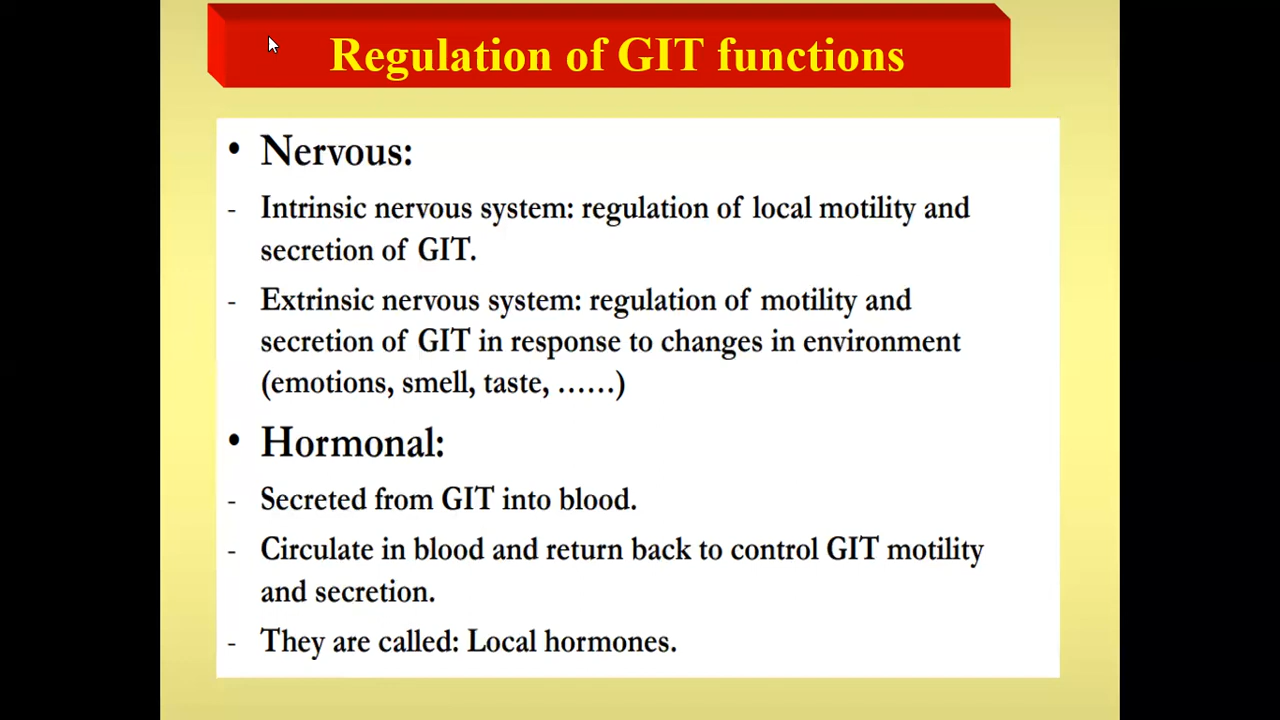 Regulation of GIT functions
• Nervous:
- Intrinsic nervous system: regulation of local motility and
secretion of GIT.
- Extrinsic nervous system: regulation of motility and
secretion of GIT in response to changes in environment
(emotions, smell, taste, ……)
• Hormonal:
- Secreted from GIT into blood.
- Circulate in blood and return back to control GIT motility
and secretion.
- They are called: Local hormones.